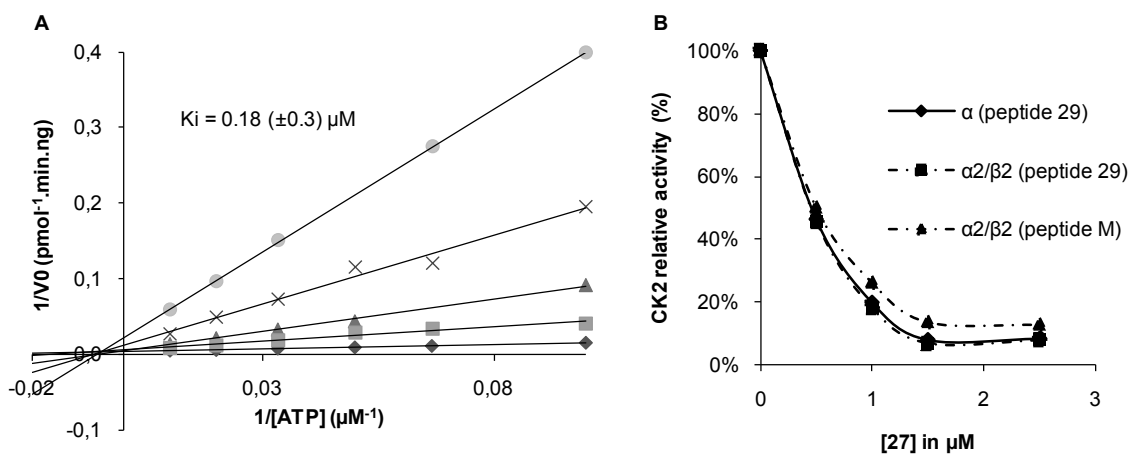 A
0,4
0,3
0,2
0,1
0,0
-0,1
-0,02
0,03
0,08
1/V0 (pmol-1.min.ng)
1/[ATP] (µM-1)
Ki = 0.18 (±0.3) µM
B
100%
80%
60%
40%
20%
0%
0
1
2
3
CK2 relative activity (%)
[27] in µM
α (peptide 29)
α2/β2 (peptide 29)
α2/β2 (peptide M)